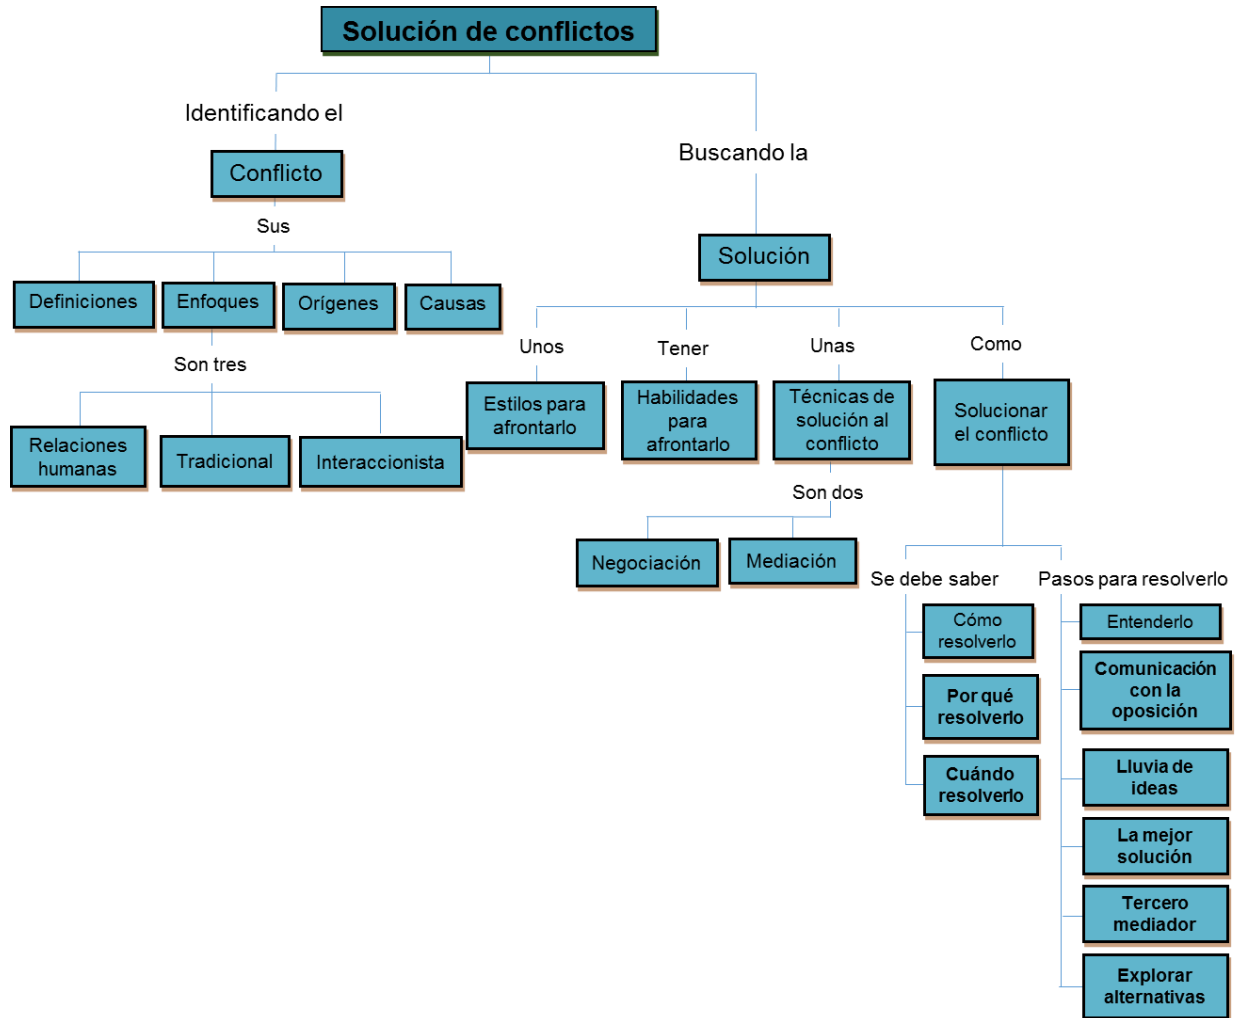 Solución de conflictos
Identificando el
Conflicto
Sus
Definiciones
Enfoques
Orígenes
Causas
Son tres
Relaciones
humanas
Tradicional
Interaccionista
Buscando la
Solución
Unos
Tener
Unas
Como
Estilos para
afrontarlo
Habilidades
para
afrontarlo
Técnicas de
solución al
conflicto
Solucionar
el conflicto
Son dos
Negociación
Mediación
Se debe saber
Cómo
resolverlo
Por qué
resolverlo
Cuándo
resolverlo
Pasos para resolverlo
Entenderlo
Comunicación
con la
oposición
Lluvia de
ideas
La mejor
solución
Tercero
mediador
Explorar
alternativas